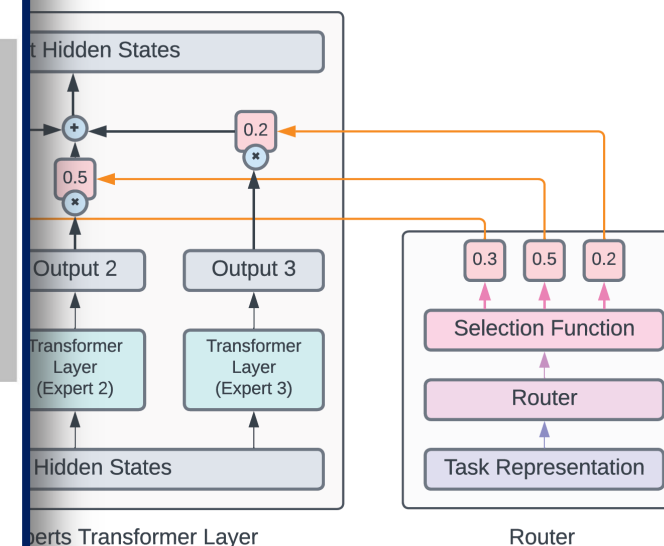 t Hidden States
0.2
0.5
Output 2
Output 3
0.3
0.5
0.2
Selection Function
Transformer
Layer
(Expert 2)
Transformer
Layer
(Expert 3)
Router
Hidden States
Task Representation
perts Transformer Layer
Router